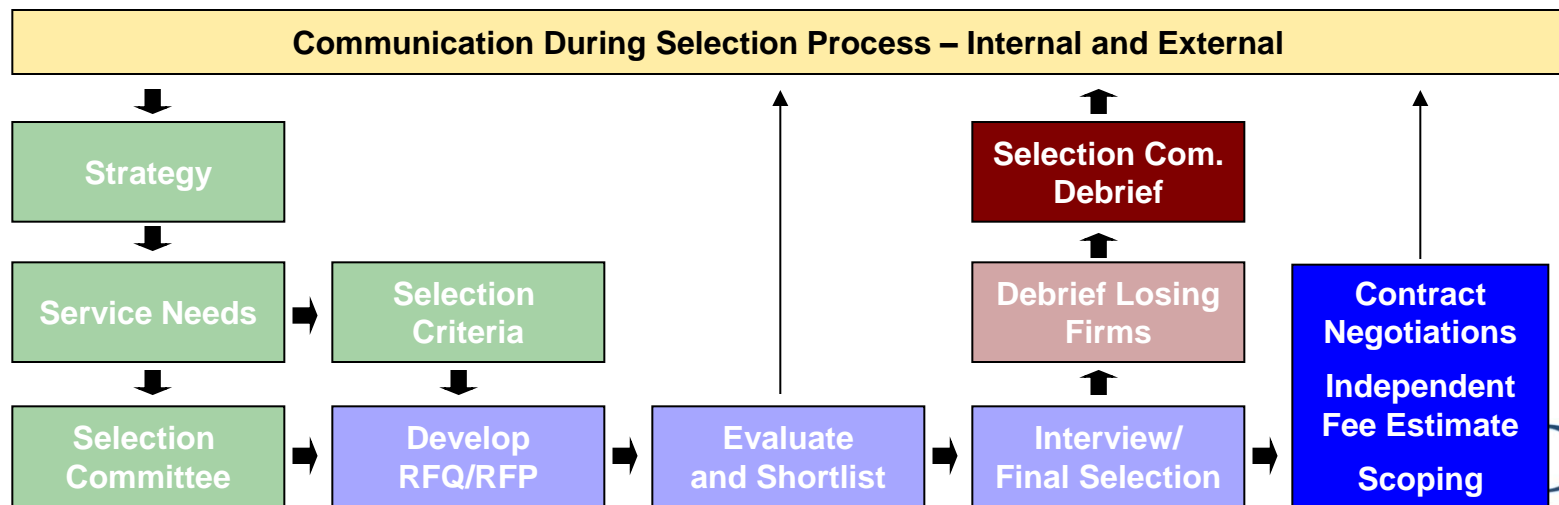 Communication During Selection Process – Internal and External
Strategy
Selection Com.
Debrief
Service Needs
Selection
Criteria
Debrief Losing
Firms
Contract
Negotiations
Independent
Fee Estimate
Scoping
Selection
Committee
Develop
RFQ/RFP
Evaluate
and Shortlist
Interview/
Final Selection